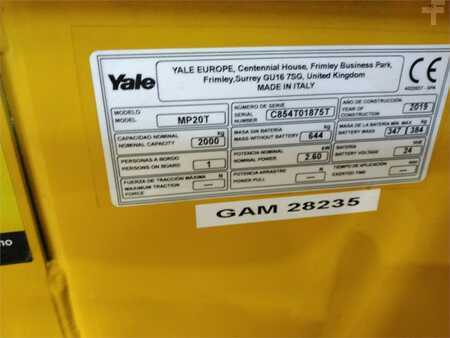 Yale
YALE EUROPE, Centennial House, Frimley Business Park,
Frimley,Surrey GU16 7SG, United Kingdom
MADE IN ITALY
CE
MODELO
MODEL
MP20T
NÚMERO DE SERIE
SERIAL
NUMBER
C854T01875T
AÑO DE CONSTRUCCIÓN
YEAR OF
CONSTRUCTION
2019
CAPACIDAD NOMINAL kg
NOMINAL CAPACITY
2000
MASA SIN BATERIA kg
MASS WITHOUT BATTERY
644
MASA DE LA BATERIA MIN. MAX kg
BATTERY MASS
347 384
PERSONAS A BORDO
PERSONS ON BOARD
1
POTENCIA NOMINAL kW
NOMINAL POWER
2.60
BATERIA V
BATTERY VOLTAGE
24
FUERZA DE TRACCIÓN MÁXIMA N
MAXIMUM TRACTION
FORCE
—
POTENCIA ARRASTRE N
POWER PULL
—
TIEMPO DE APLICACIÓN min
—
GAM 28235
no